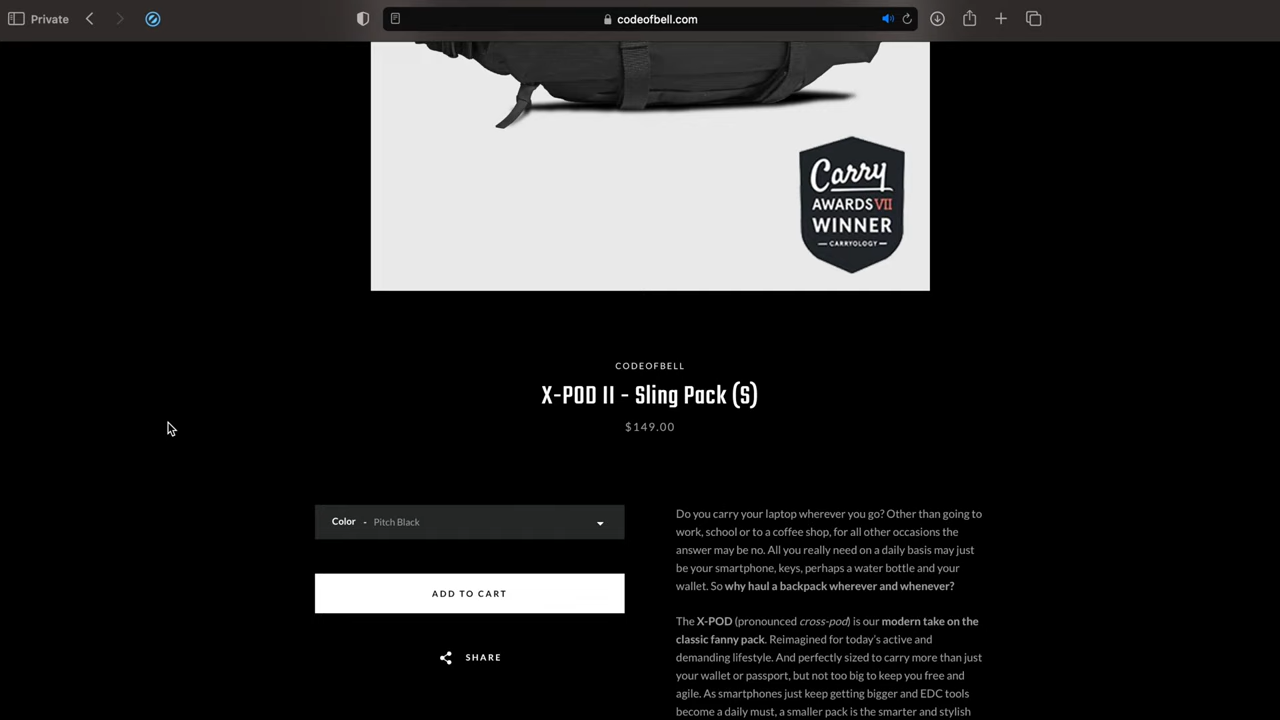 Private
codeofbell.com
Carry
AWARDS VII
WINNER
CARRYOLOGY
CODEOFBELL
X-POD II - Sling Pack (S)
$149.00
Color - Pitch Black
ADD TO CART
SHARE
Do you carry your laptop wherever you go? Other than going to
work, school or to a coffee shop, for all other occasions the
answer may be no. All you really need on a daily basis may just
be your smartphone, keys, perhaps a water bottle and your
wallet. So why haul a backpack wherever and whenever?
The X-POD (pronounced cross-pod) is our modern take on the
classic fanny pack. Reimagined for today's active and
demanding lifestyle. And perfectly sized to carry more than just
your wallet or passport, but not too big to keep you free and
agile. As smartphones just keep getting bigger and EDC tools
become a daily must, a smaller pack is the smarter and stylish